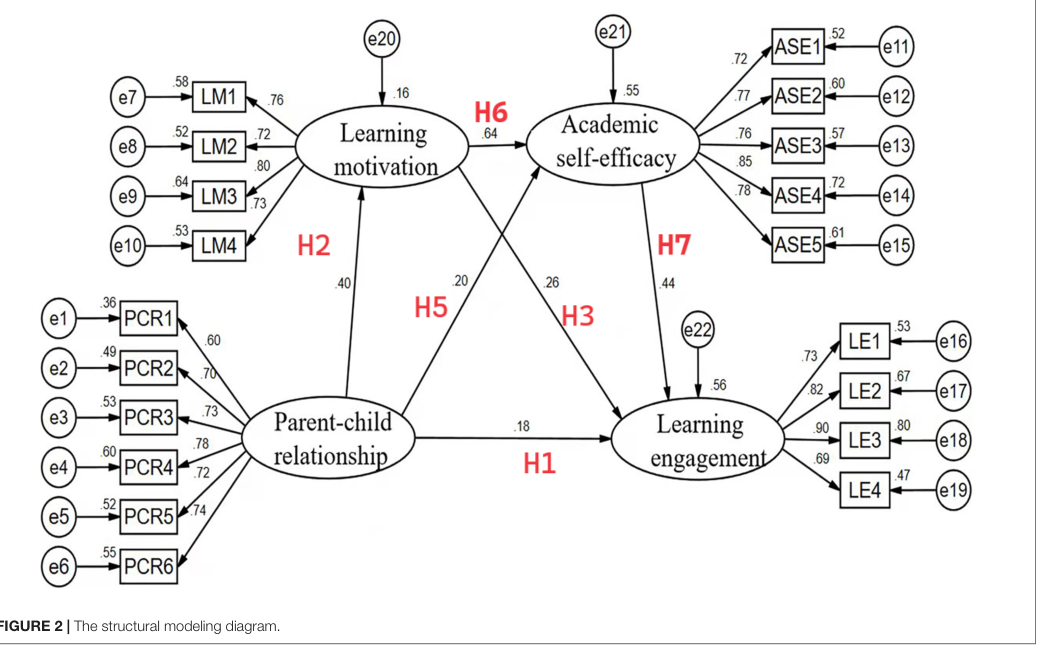 e20
e21
.16
.55
e7
.58
LM1
.76
e8
.52
LM2
.72
e9
.64
LM3
.80
e10
.53
LM4
.73
Learning
motivation
H6
.64
Academic
self-efficacy
.72
ASE1
.52
e11
.77
ASE2
.60
e12
.76
ASE3
.57
e13
.85
ASE4
.72
e14
.78
ASE5
.61
e15
H2
.40
H5
.20
.26
H3
H7
.44
e1
.36
PCR1
.60
e2
.49
PCR2
.70
e3
.53
PCR3
.73
e4
.60
PCR4
.78
e5
.52
PCR5
.72
e6
.55
PCR6
.74
Parent-child
relationship
.18
H1
e22
.56
Learning
engagement
.73
LE1
.53
e16
.82
LE2
.67
e17
.90
LE3
.80
e18
.69
LE4
.47
e19
FIGURE 2 | The structural modeling diagram.